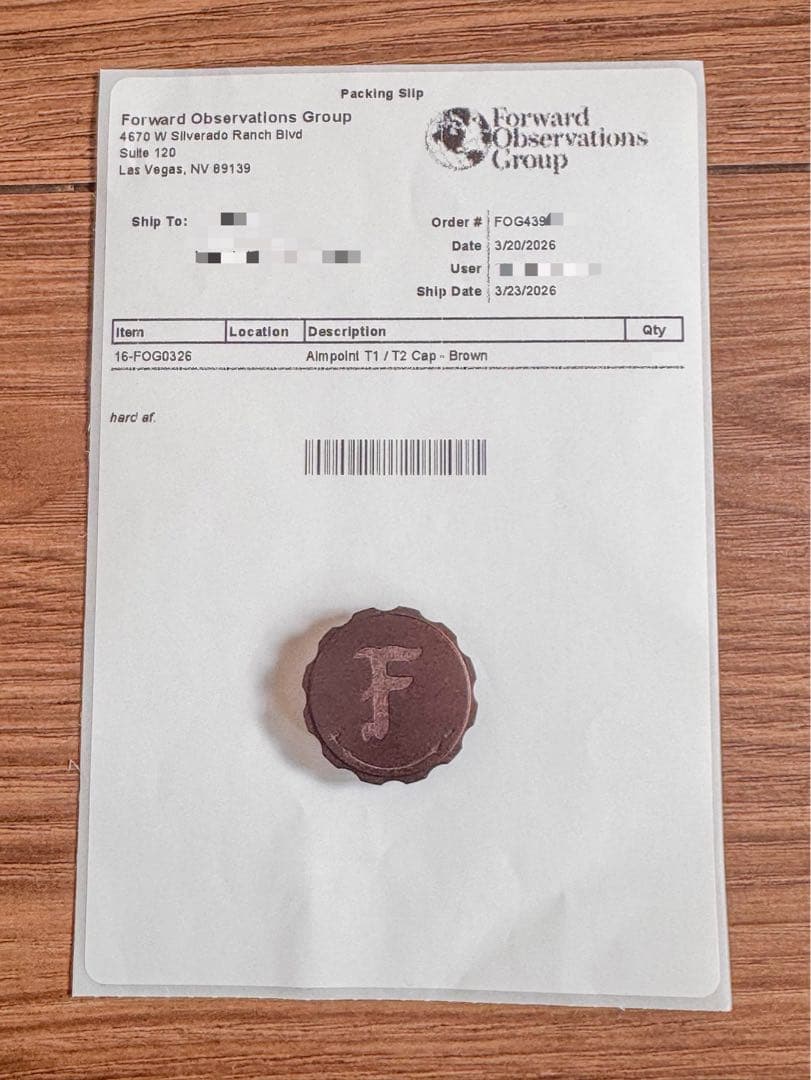 Packing Slip
Forward Observations Group
4670 W Silverado Ranch Blvd
Suite 120
Las Vegas, NV 89139
Forward
Observations
Group
Ship To:
Order # FOG439
Date 3/20/2026
User
Ship Date 3/23/2026
Item Location Description Qty
16-FOG0326 Aimpoint T1 / T2 Cap - Brown
hard af.
F